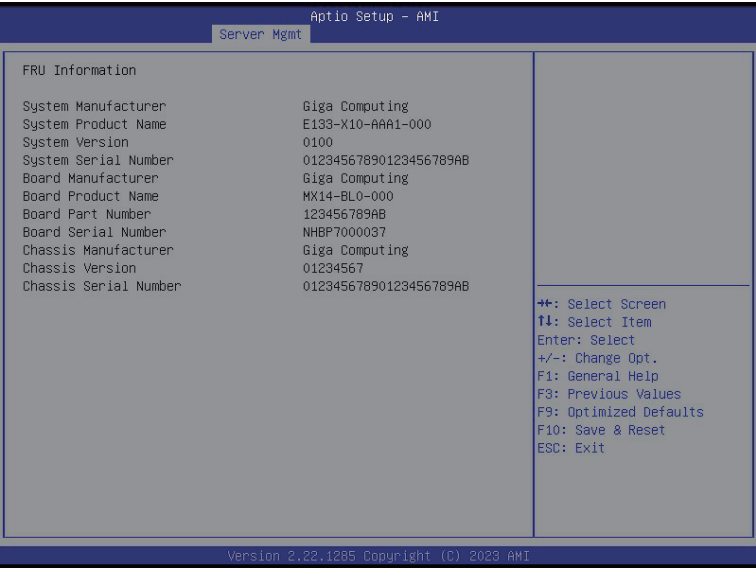 Aptio Setup – AMI
Server Mgmt
FRU Information
System Manufacturer Giga Computing
System Product Name E133-X10-AAA1-000
System Version 0100
System Serial Number 01234567890123456789AB
Board Manufacturer Giga Computing
Board Product Name MX14-BL0-000
Board Part Number 123456789AB
Board Serial Number NHBP7000037
Chassis Manufacturer Giga Computing
Chassis Version 01234567
Chassis Serial Number 01234567890123456789AB
→←: Select Screen
↑↓: Select Item
Enter: Select
+/-: Change Opt.
F1: General Help
F3: Previous Values
F9: Optimized Defaults
F10: Save & Reset
ESC: Exit
Version 2.22.1285 Copyright (C) 2023 AMI